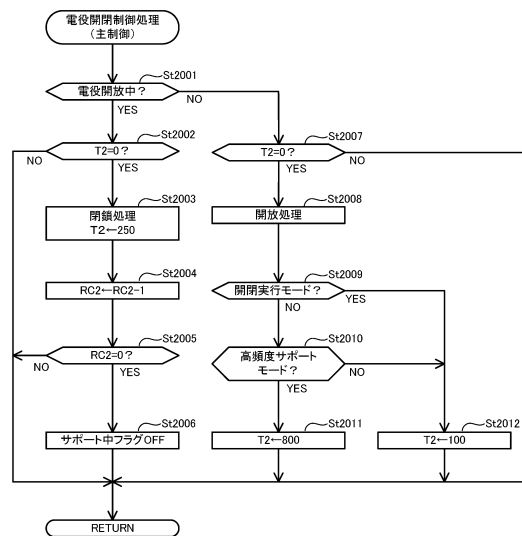 電役開閉制御処理
(主制御)
St2001
電役開放中？
NO
YES
St2002
T2=0？
NO
YES
St2003
閉鎖処理
T2←250
St2004
RC2←RC2-1
St2005
RC2=0？
NO
YES
St2006
サポート中フラグOFF
St2007
T2=0？
NO
YES
St2008
開放処理
St2009
開閉実行モード？
YES
NO
St2010
高頻度サポート
モード？
NO
YES
St2011
T2←800
St2012
T2←100
RETURN